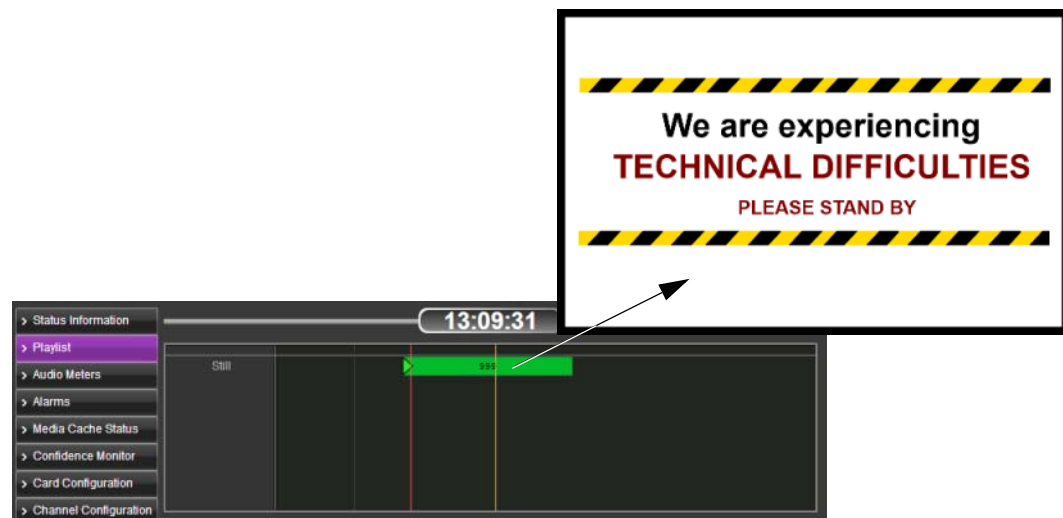 We are experiencing
TECHNICAL DIFFICULTIES
PLEASE STAND BY
13:09:31
> Status Information
> Playlist
> Audio Meters
> Alarms
> Media Cache Status
> Confidence Monitor
> Card Configuration
> Channel Configuration
Still
999